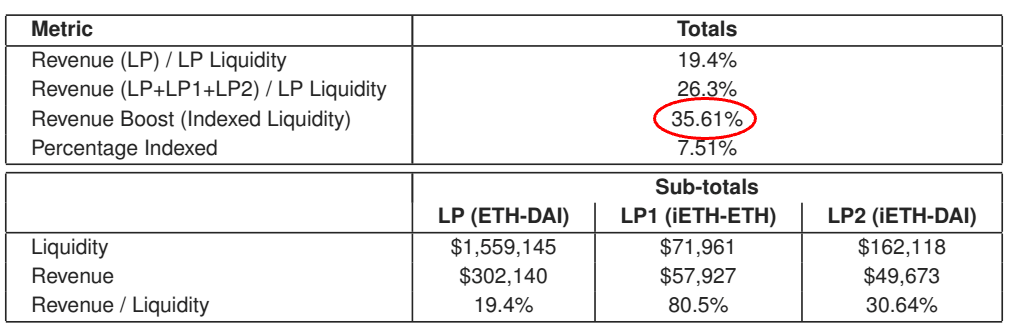 Metric Totals
Revenue (LP) / LP Liquidity 19.4%
Revenue (LP+LP1+LP2) / LP Liquidity 26.3%
Revenue Boost (Indexed Liquidity) 35.61%
Percentage Indexed 7.51%
Sub-totals
LP (ETH-DAI) LP1 (iETH-ETH) LP2 (iETH-DAI)
Liquidity $1,559,145 $71,961 $162,118
Revenue $302,140 $57,927 $49,673
Revenue / Liquidity 19.4% 80.5% 30.64%